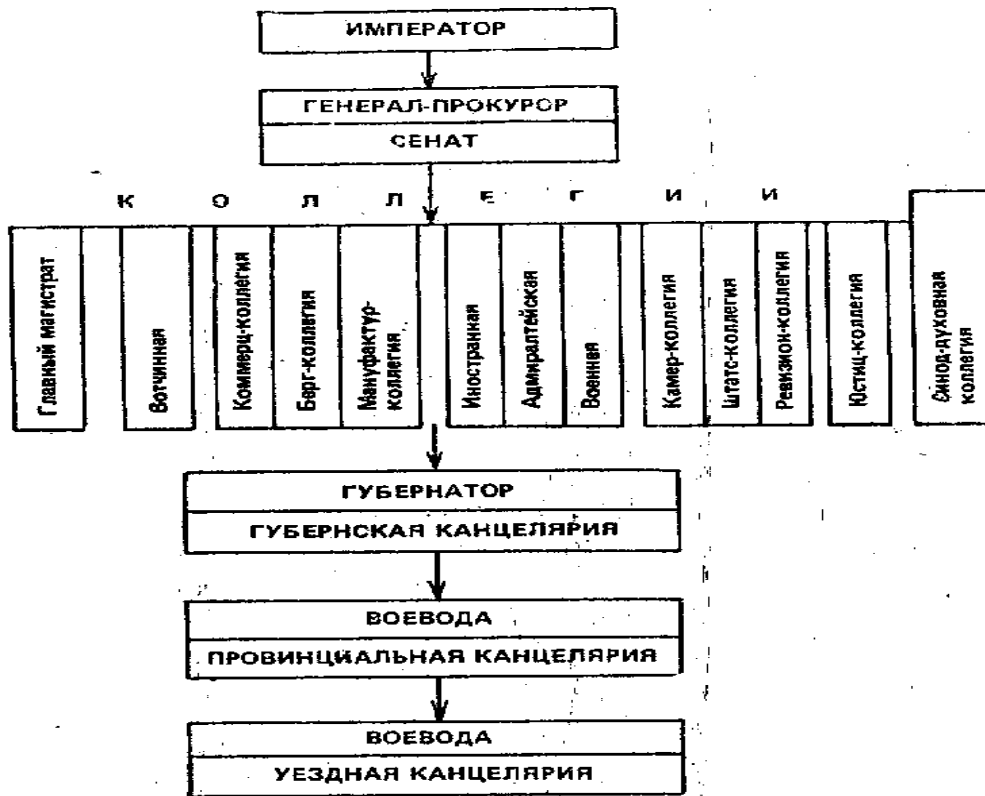 ИМПЕРАТОР
ГЕНЕРАЛ-ПРОКУРОР
СЕНАТ
КОЛЛЕГИИ
Главный магистрат
Вотчинная
Коммерц-коллегия
Берг-коллегия
Мануфактур-
коллегия
Иностранная
Адмиралтейская
Военная
Камер-коллегия
Штатс-коллегия
Ревизион-коллегия
Юстиц-коллегия
Синод-духовная
коллегия
ГУБЕРНАТОР
ГУБЕРНСКАЯ КАНЦЕЛЯРИЯ
ВОЕВОДА
ПРОВИНЦИАЛЬНАЯ КАНЦЕЛЯРИЯ
ВОЕВОДА
УЕЗДНАЯ КАНЦЕЛЯРИЯ